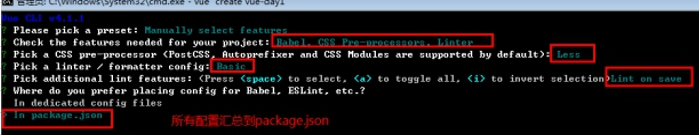 管理员: C:\Windows\System32\cmd.exe - vue create vue-day1
Vue CLI v4.1.1
? Please pick a preset: Manually select features
? Check the features needed for your project: Babel, CSS Pre-processors, Linter
? Pick a CSS pre-processor (PostCSS, Autoprefixer and CSS Modules are supported by default): Less
? Pick a linter / formatter config: Basic
? Pick additional lint features: (Press <space> to select, <a> to toggle all, <i> to invert selection)Lint on save
? Where do you prefer placing config for Babel, ESLint, etc.?
In dedicated config files
> In package.json 所有配置汇总到package.json